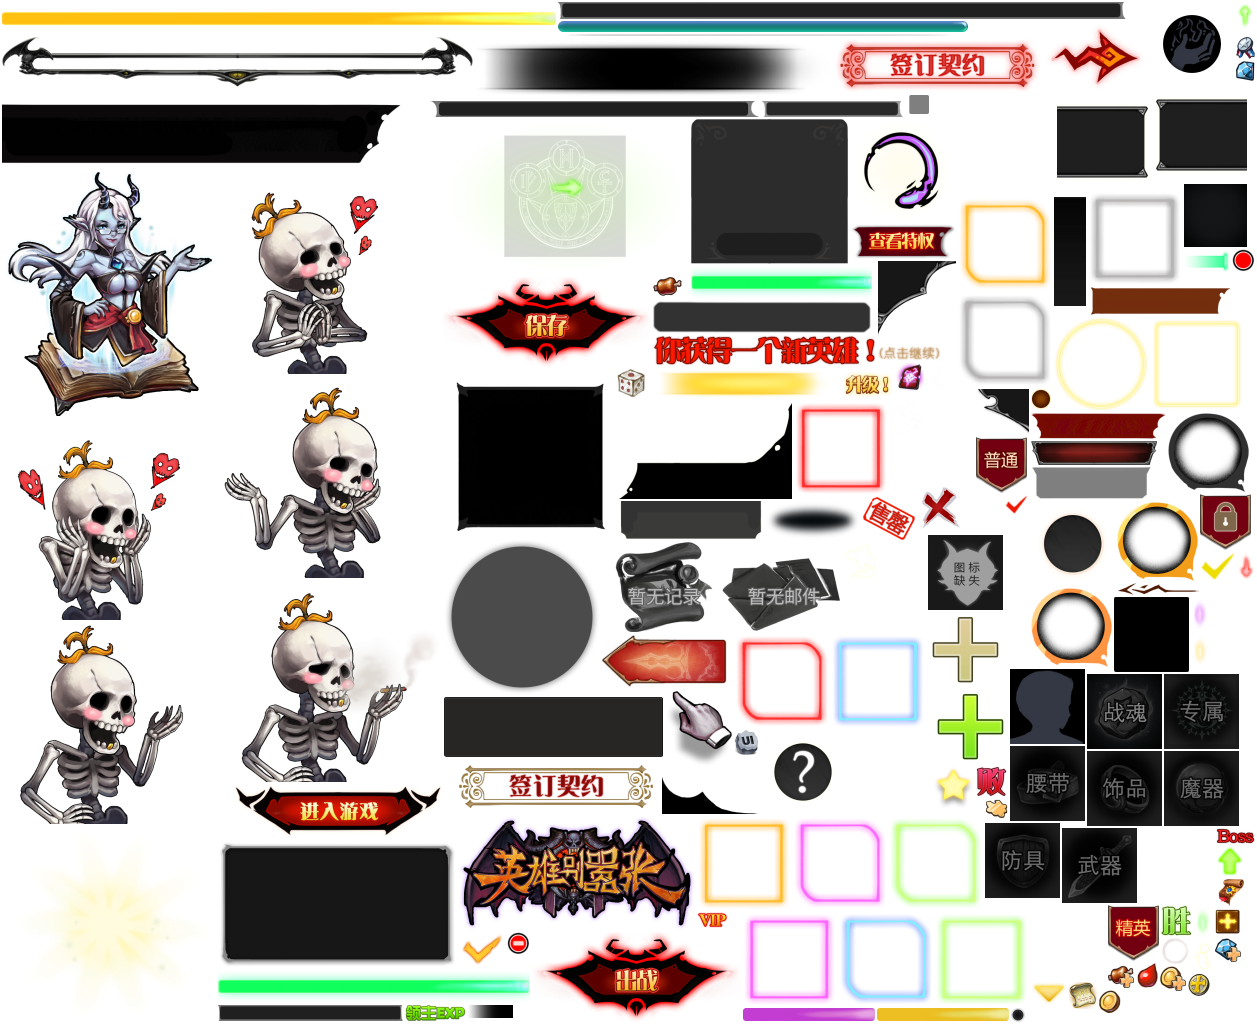 签订契约
查看特权
保存
你获得一个新英雄！(点击继续)
升级！
普通
售罄
图标
缺失
暂无记录
暂无邮件
UI
?
签订契约
战魂
专属
败
腰带
饰品
魔器
进入游戏
Boss
英雄别嚣张
防具
武器
VIP
精英
胜
出战
领主EXP